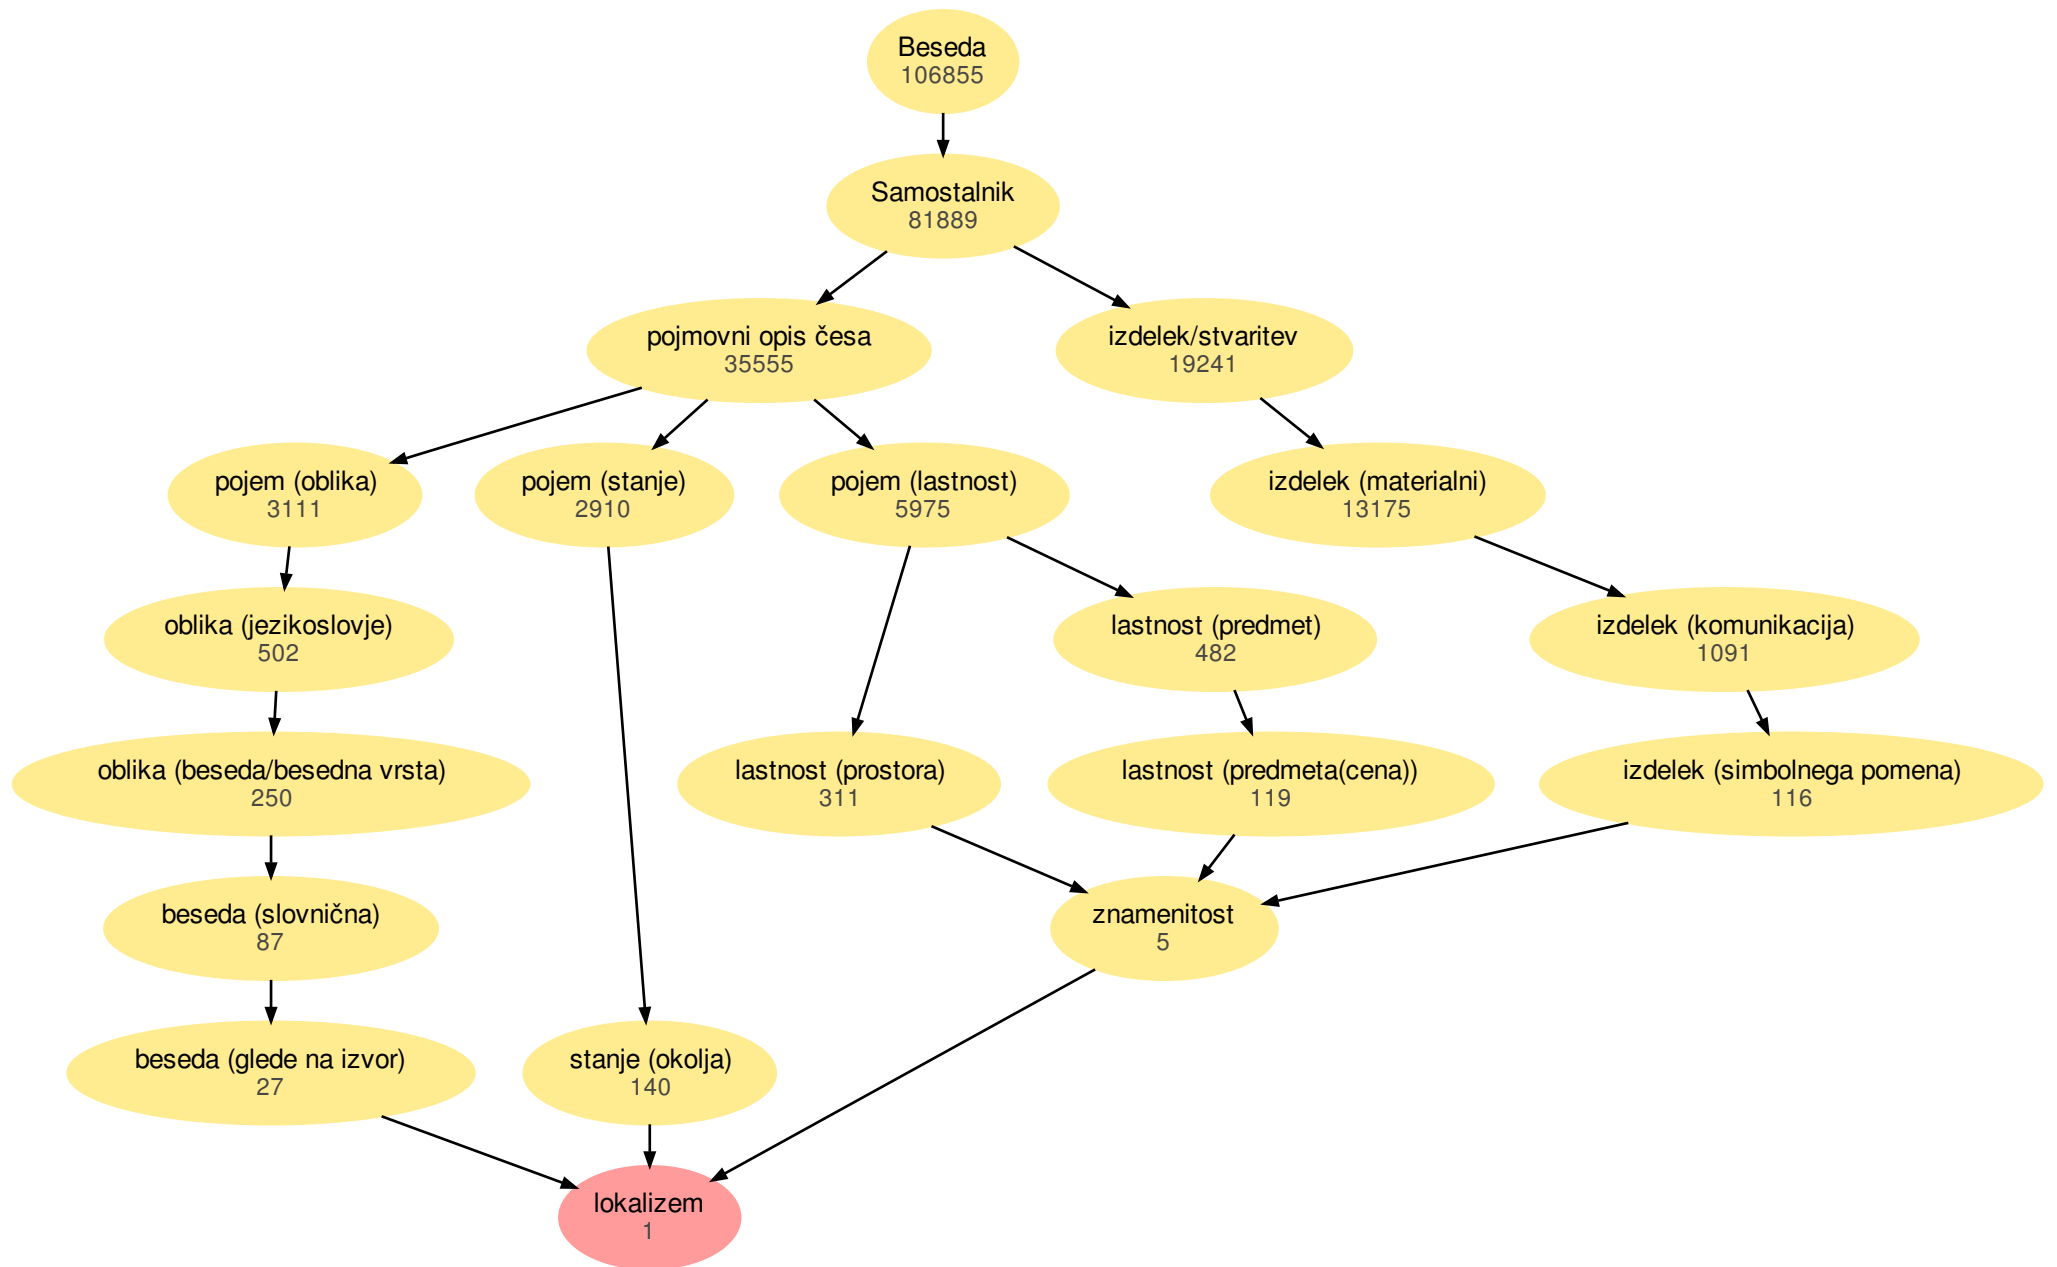 Beseda
106855
Samostalnik
81889
pojmovni opis česa
35555
izdelek/stvaritev
19241
pojem (oblika)
3111
pojem (stanje)
2910
pojem (lastnost)
5975
izdelek (materialni)
13175
oblika (jezikoslovje)
502
lastnost (predmet)
482
izdelek (komunikacija)
1091
oblika (beseda/besedna vrsta)
250
lastnost (prostora)
311
lastnost (predmeta(cena))
119
izdelek (simbolnega pomena)
116
beseda (slovnična)
87
znamenitost
5
beseda (glede na izvor)
27
stanje (okolja)
140
lokalizem
1